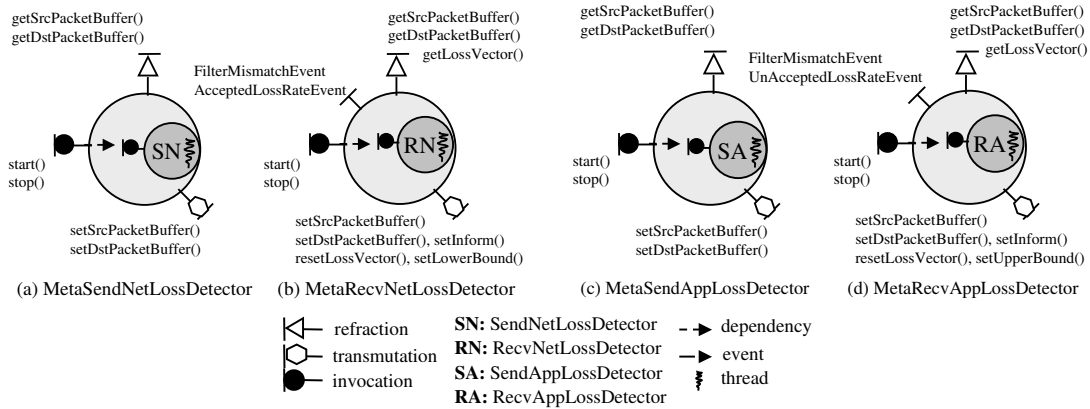 getSrcPacketBuffer()
getDstPacketBuffer()
start()
stop()
SN
setSrcPacketBuffer()
setDstPacketBuffer()
(a) MetaSendNetLossDetector
getSrcPacketBuffer()
getDstPacketBuffer()
getLossVector()
FilterMismatchEvent
AcceptedLossRateEvent
start()
stop()
RN
setSrcPacketBuffer()
setDstPacketBuffer(), setInform()
resetLossVector(), setLowerBound()
(b) MetaRecvNetLossDetector
getSrcPacketBuffer()
getDstPacketBuffer()
start()
stop()
SA
setSrcPacketBuffer()
setDstPacketBuffer()
(c) MetaSendAppLossDetector
getSrcPacketBuffer()
getDstPacketBuffer()
getLossVector()
FilterMismatchEvent
UnAcceptedLossRateEvent
start()
stop()
RA
setSrcPacketBuffer()
setDstPacketBuffer(), setInform()
resetLossVector(), setUpperBound()
(d) MetaRecvAppLossDetector
refraction
transmutation
invocation
SN: SendNetLossDetector
RN: RecvNetLossDetector
SA: SendAppLossDetector
RA: RecvAppLossDetector
dependency
event
thread